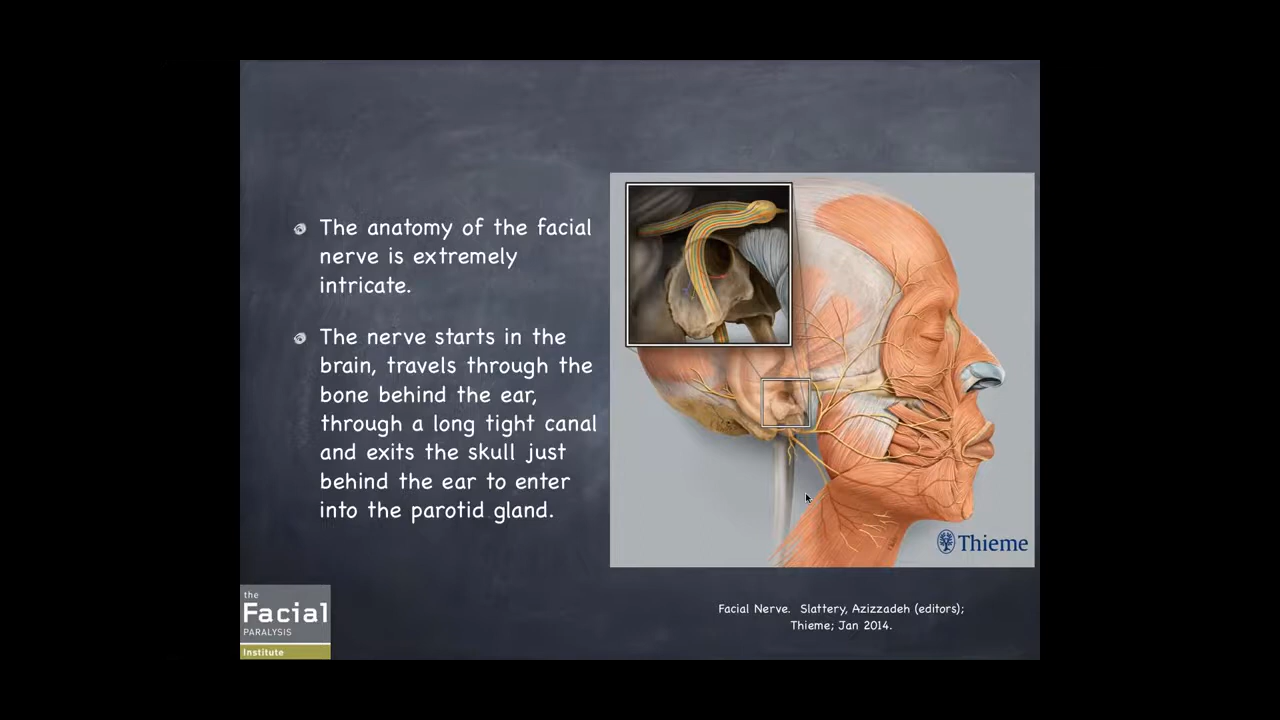 The anatomy of the facial
nerve is extremely
intricate.
The nerve starts in the
brain, travels through the
bone behind the ear,
through a long tight canal
and exits the skull just
behind the ear to enter
into the parotid gland.
Thieme
Facial Nerve. Slattery, Azizzadeh (editors);
Thieme; Jan 2014.
the
Facial
PARALYSIS
Institute